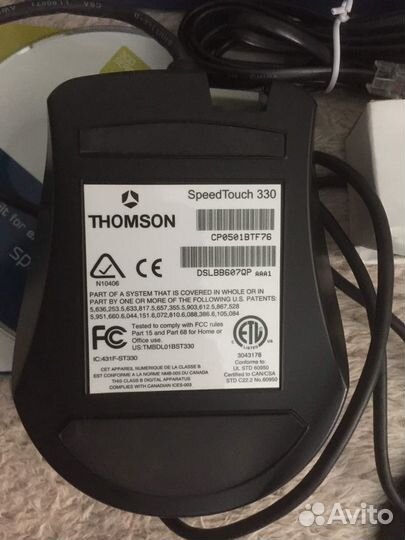 SpeedTouch 330
THOMSON
CP0501BTF76
DSLBB607QP AAA1
N10406
CE
PART OF A SYSTEM THAT IS COVERED IN WHOLE OR IN
PART BY ONE OR MORE OF THE FOLLOWING U.S. PATENTS,
5,636,253.5,633,817.5,657,355.5,903,612.5,867,528
5,951,660.6,044,151.6,072,810.6,088,386.6,105,084
FC
Tested to comply with FCC rules
Part 15 and Part 68 for Home or
Office use.
US:TMBDL01BST330
IC:431F-ST330
ETL
3043178
Conforms to
UL STD 60950
Certified to CAN/CSA
STD C22.2 No.60950
CET APPAREIL NUMERIQUE DE LA CLASSE B
EST CONFORME A LA NORME NMB-003 DU CANADA
THIS CLASS B DIGITAL APPARATUS
COMPLIES WITH CANADIAN ICES-003
Avito